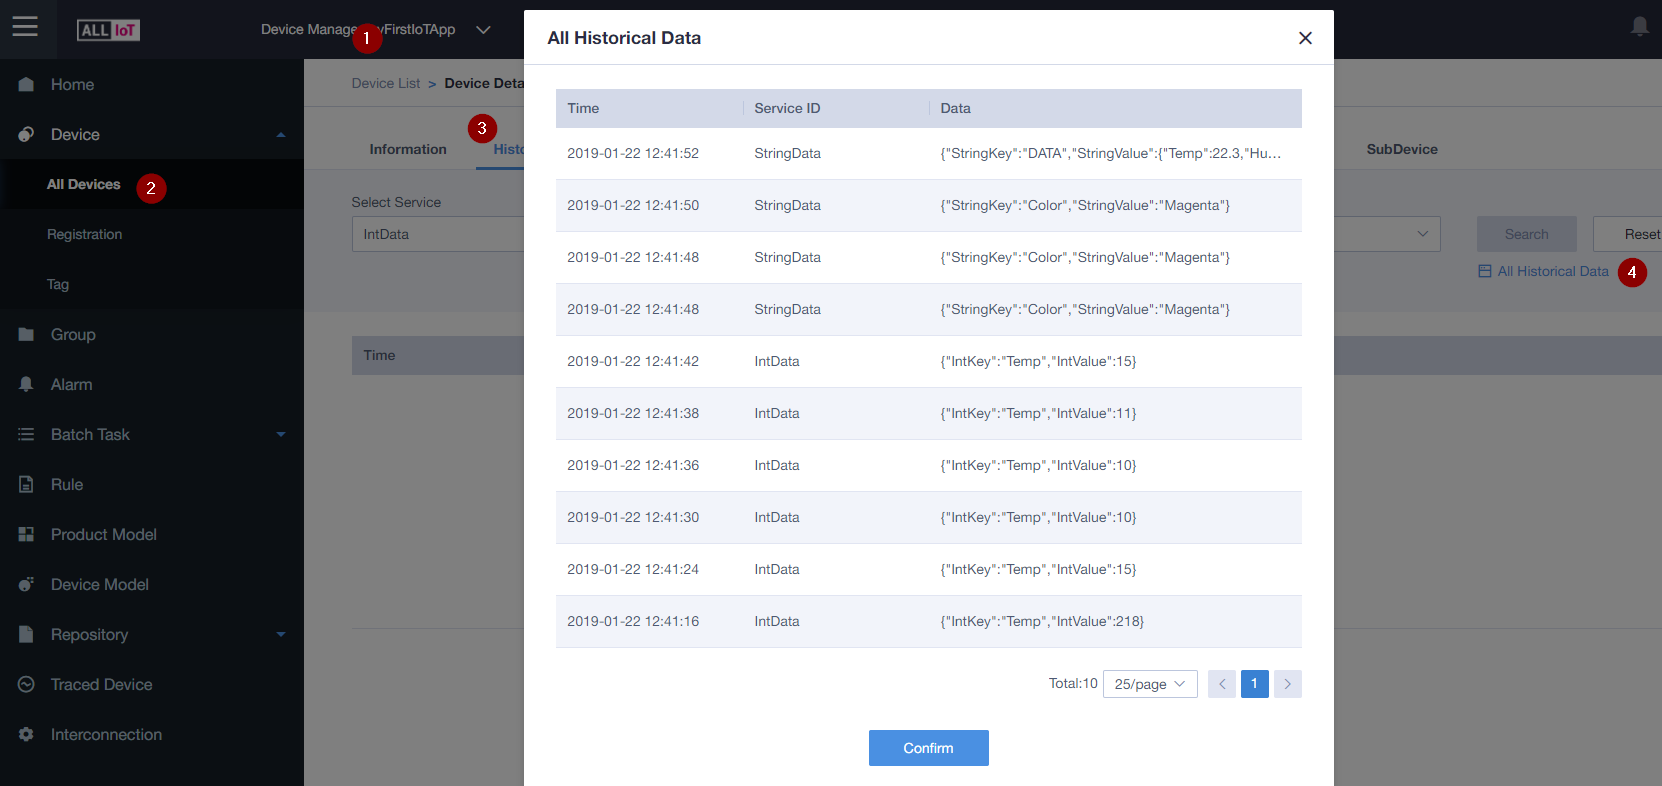 ALL IoT
Device Manage
yFirstIoTApp
1
All Historical Data
Home
Device
All Devices
2
Registration
Tag
Group
Alarm
Batch Task
Rule
Product Model
Device Model
Repository
Traced Device
Interconnection
Device List > Device Deta
Information
3
Histo
SubDevice
Select Service
IntData
Search
Reset
All Historical Data
4
Time
Time Service ID Data
2019-01-22 12:41:52 StringData {"StringKey":"DATA","StringValue":{"Temp":22.3,"Hu...
2019-01-22 12:41:50 StringData {"StringKey":"Color","StringValue":"Magenta"}
2019-01-22 12:41:48 StringData {"StringKey":"Color","StringValue":"Magenta"}
2019-01-22 12:41:48 StringData {"StringKey":"Color","StringValue":"Magenta"}
2019-01-22 12:41:42 IntData {"IntKey":"Temp","IntValue":15}
2019-01-22 12:41:38 IntData {"IntKey":"Temp","IntValue":11}
2019-01-22 12:41:36 IntData {"IntKey":"Temp","IntValue":10}
2019-01-22 12:41:30 IntData {"IntKey":"Temp","IntValue":10}
2019-01-22 12:41:24 IntData {"IntKey":"Temp","IntValue":15}
2019-01-22 12:41:16 IntData {"IntKey":"Temp","IntValue":218}
Total:10 25/page < 1 >
Confirm